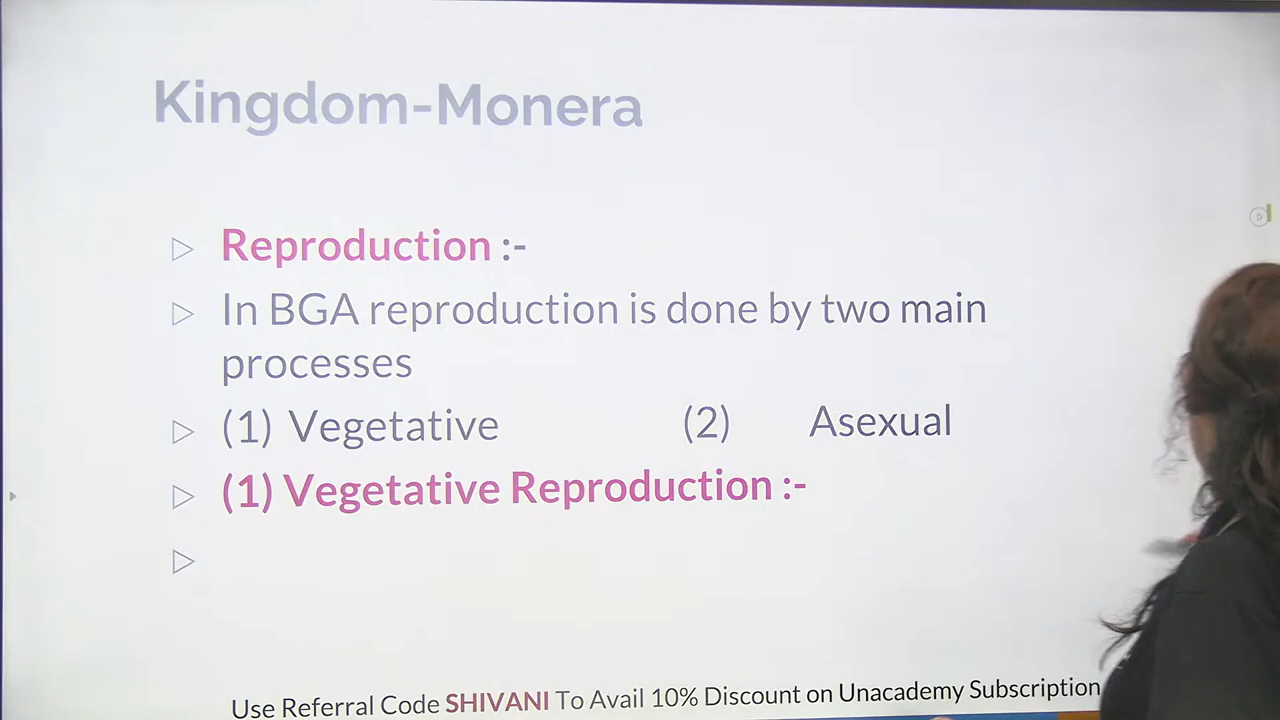 Kingdom-Monera
Reproduction :-
In BGA reproduction is done by two main
processes
(1) Vegetative (2) Asexual
(1) Vegetative Reproduction :-
Use Referral Code SHIVANI To Avail 10% Discount on Unacademy Subscription